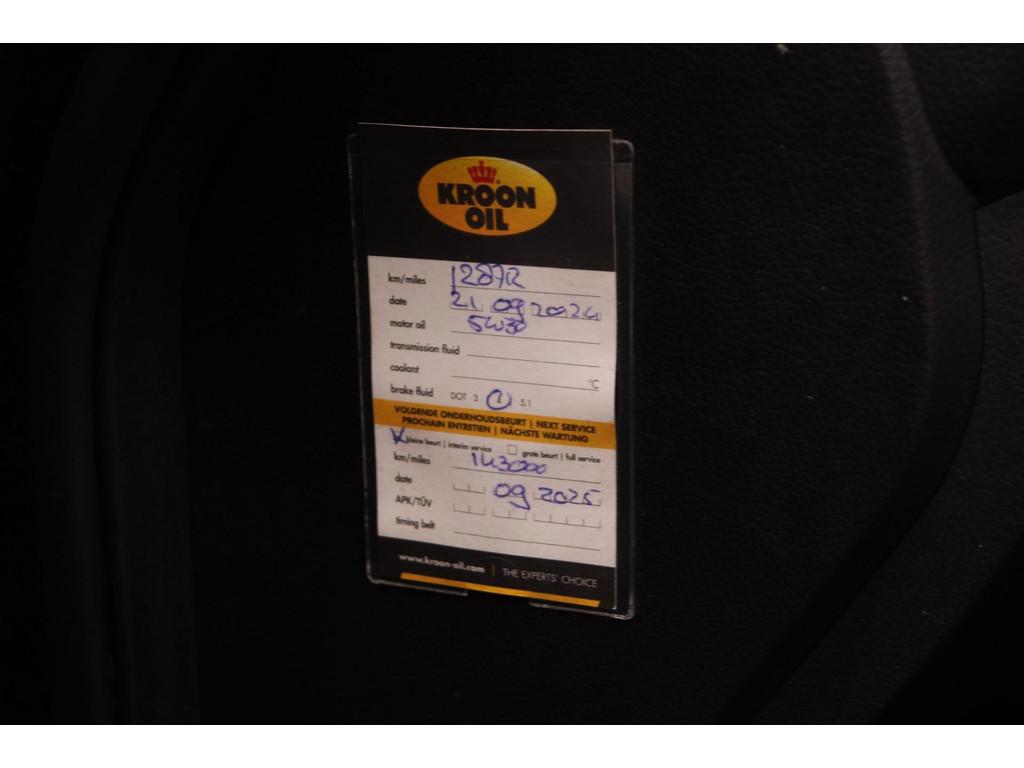 KROON
OIL
km/miles
date 21 09 2024
motor oil 5W30
transmission fluid
coolant °C
brake fluid DOT 3 5.1
VOLGENDE ONDERHOUDSBEURT | NEXT SERVICE
PROCHAIN ENTRETIEN | NÄCHSTE WARTUNG
X kleine beurt | interim service grote beurt | full service
km/miles 143000
date 09 2025
APK/TÜV
timing belt
www.kroon-oil.com | THE EXPERTS' CHOICE